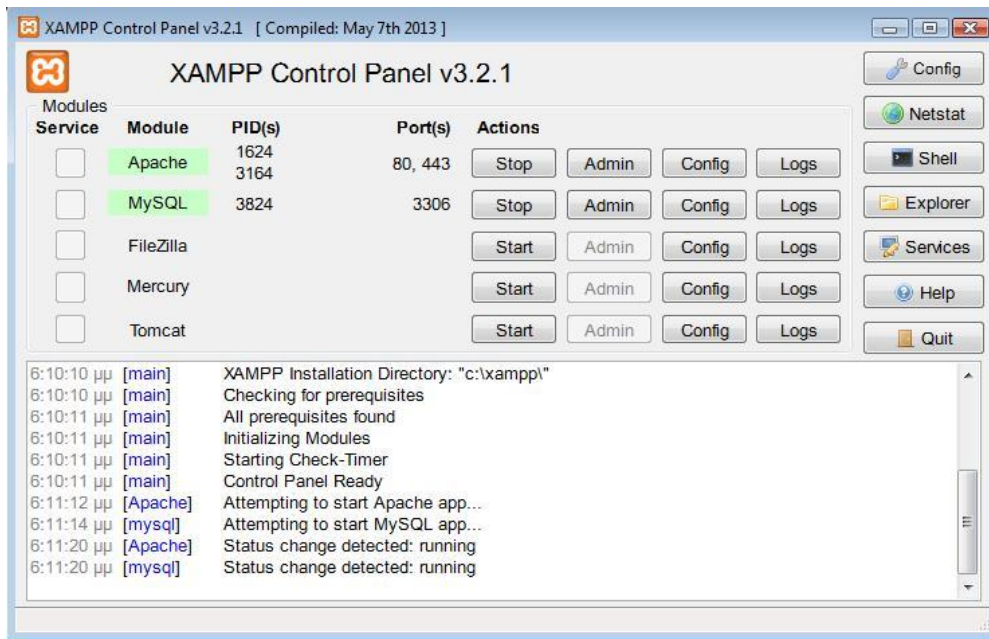 XAMPP Control Panel v3.2.1 [ Compiled: May 7th 2013 ]
XAMPP Control Panel v3.2.1
Config
Modules
Service Module PID(s) Port(s) Actions
Netstat
Apache 1624 3164 80, 443 Stop Admin Config Logs
Shell
MySQL 3824 3306 Stop Admin Config Logs
Explorer
FileZilla Start Admin Config Logs
Services
Mercury Start Admin Config Logs
Help
Tomcat Start Admin Config Logs
Quit
6:10:10 μμ [main] XAMPP Installation Directory: "c:\xampp\"
6:10:10 μμ [main] Checking for prerequisites
6:10:11 μμ [main] All prerequisites found
6:10:11 μμ [main] Initializing Modules
6:10:11 μμ [main] Starting Check-Timer
6:10:11 μμ [main] Control Panel Ready
6:11:12 μμ [Apache] Attempting to start Apache app...
6:11:14 μμ [mysql] Attempting to start MySQL app...
6:11:20 μμ [Apache] Status change detected: running
6:11:20 μμ [mysql] Status change detected: running